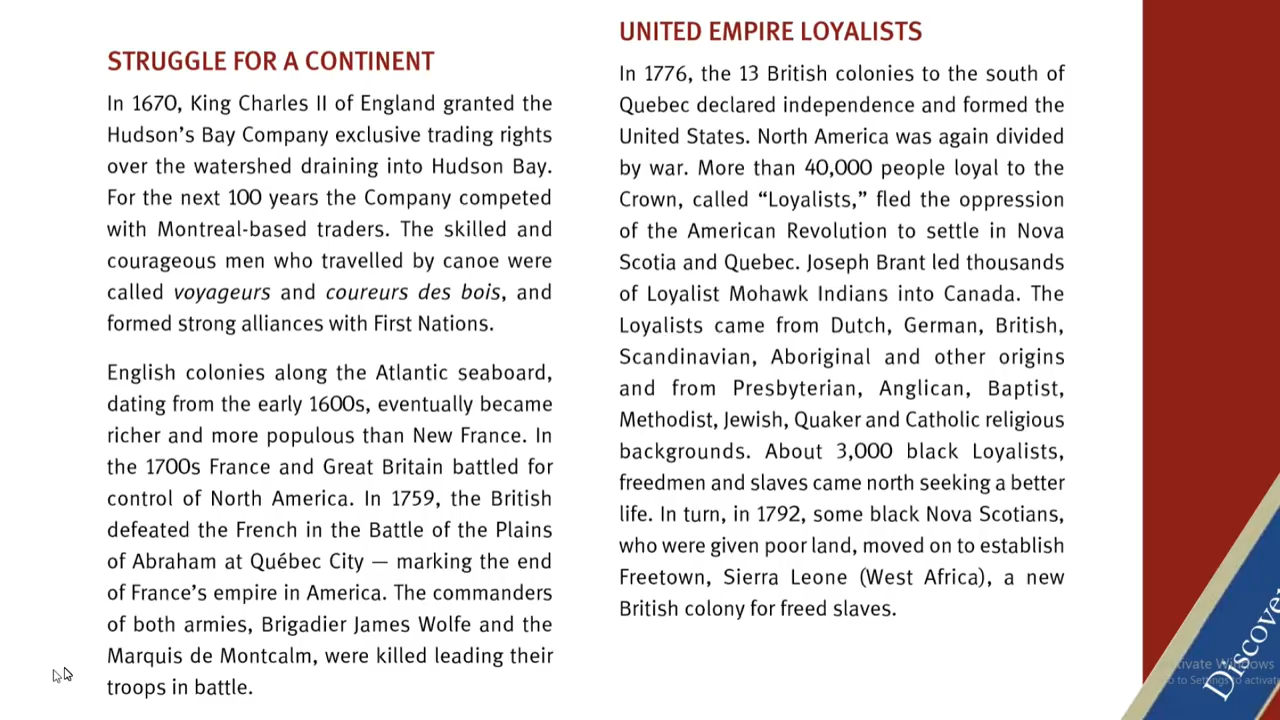 STRUGGLE FOR A CONTINENT
In 1670, King Charles II of England granted the
Hudson's Bay Company exclusive trading rights
over the watershed draining into Hudson Bay.
For the next 100 years the Company competed
with Montreal-based traders. The skilled and
courageous men who travelled by canoe were
called voyageurs and coureurs des bois, and
formed strong alliances with First Nations.
English colonies along the Atlantic seaboard,
dating from the early 1600s, eventually became
richer and more populous than New France. In
the 1700s France and Great Britain battled for
control of North America. In 1759, the British
defeated the French in the Battle of the Plains
of Abraham at Québec City — marking the end
of France's empire in America. The commanders
of both armies, Brigadier James Wolfe and the
Marquis de Montcalm, were killed leading their
troops in battle.
UNITED EMPIRE LOYALISTS
In 1776, the 13 British colonies to the south of
Quebec declared independence and formed the
United States. North America was again divided
by war. More than 40,000 people loyal to the
Crown, called “Loyalists,” fled the oppression
of the American Revolution to settle in Nova
Scotia and Quebec. Joseph Brant led thousands
of Loyalist Mohawk Indians into Canada. The
Loyalists came from Dutch, German, British,
Scandinavian, Aboriginal and other origins
and from Presbyterian, Anglican, Baptist,
Methodist, Jewish, Quaker and Catholic religious
backgrounds. About 3,000 black Loyalists,
freedmen and slaves came north seeking a better
life. In turn, in 1792, some black Nova Scotians,
who were given poor land, moved on to establish
Freetown, Sierra Leone (West Africa), a new
British colony for freed slaves.
Discover